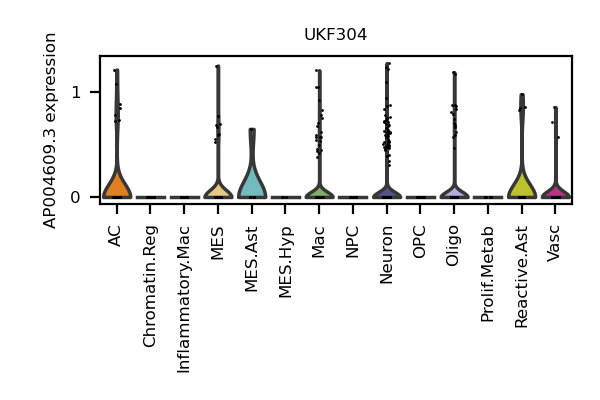 UKF304
AP004609.3 expression
1
0
AC
Chromatin.Reg
Inflammatory.Mac
MES
MES.Ast
MES.Hyp
Mac
NPC
Neuron
OPC
Oligo
Prolif.Metab
Reactive.Ast
Vasc